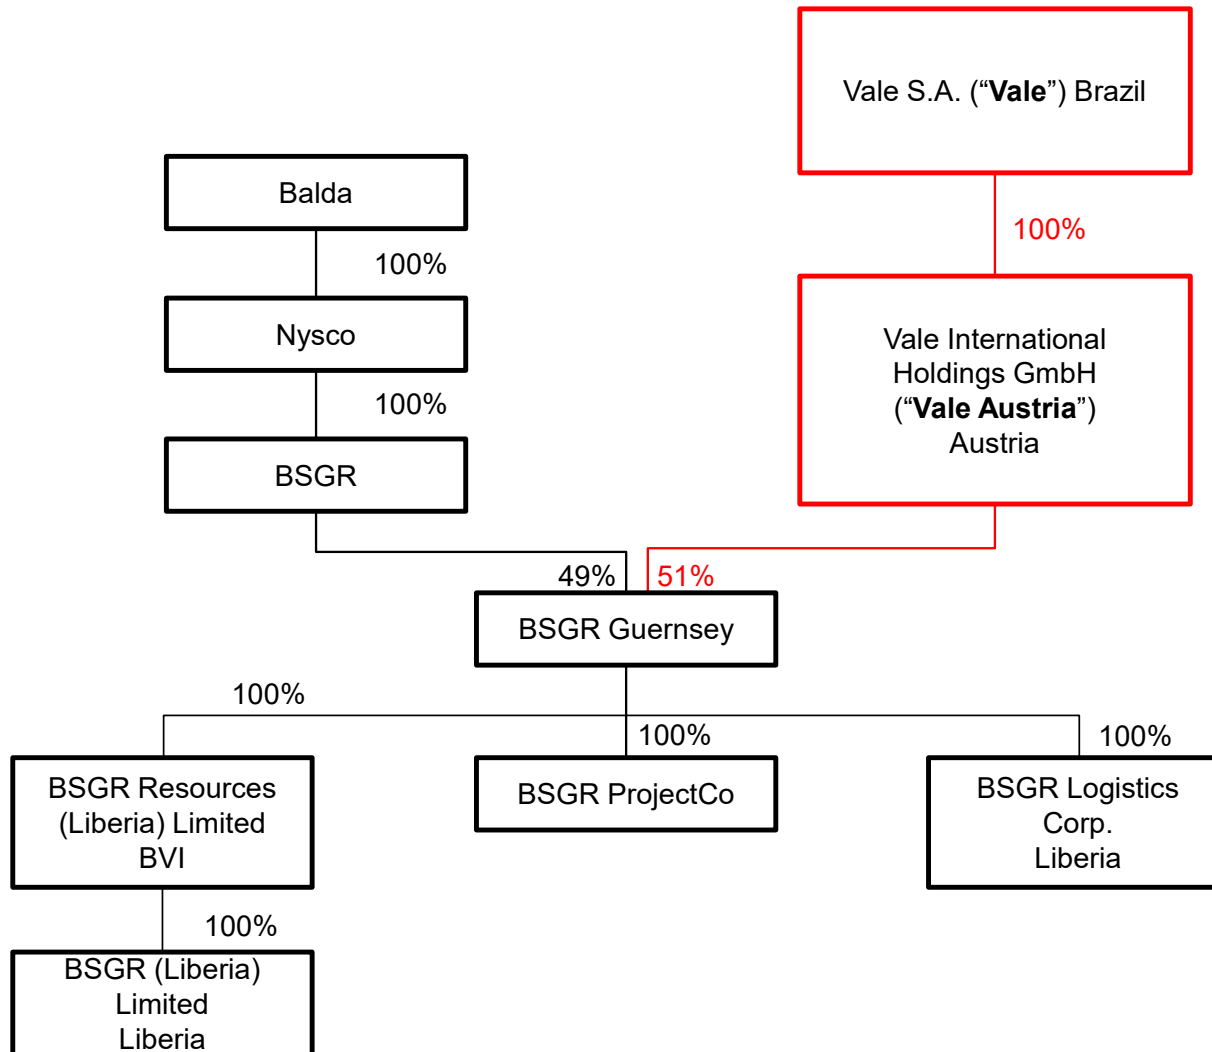 Vale S.A. (“Vale”) Brazil
Balda
100%
100%
Nysco
Vale International
Holdings GmbH
(“Vale Austria”)
Austria
100%
BSGR
49%
51%
BSGR Guernsey
100%
100%
100%
BSGR Resources
(Liberia) Limited
BVI
BSGR ProjectCo
BSGR Logistics
Corp.
Liberia
100%
BSGR (Liberia)
Limited
Liberia